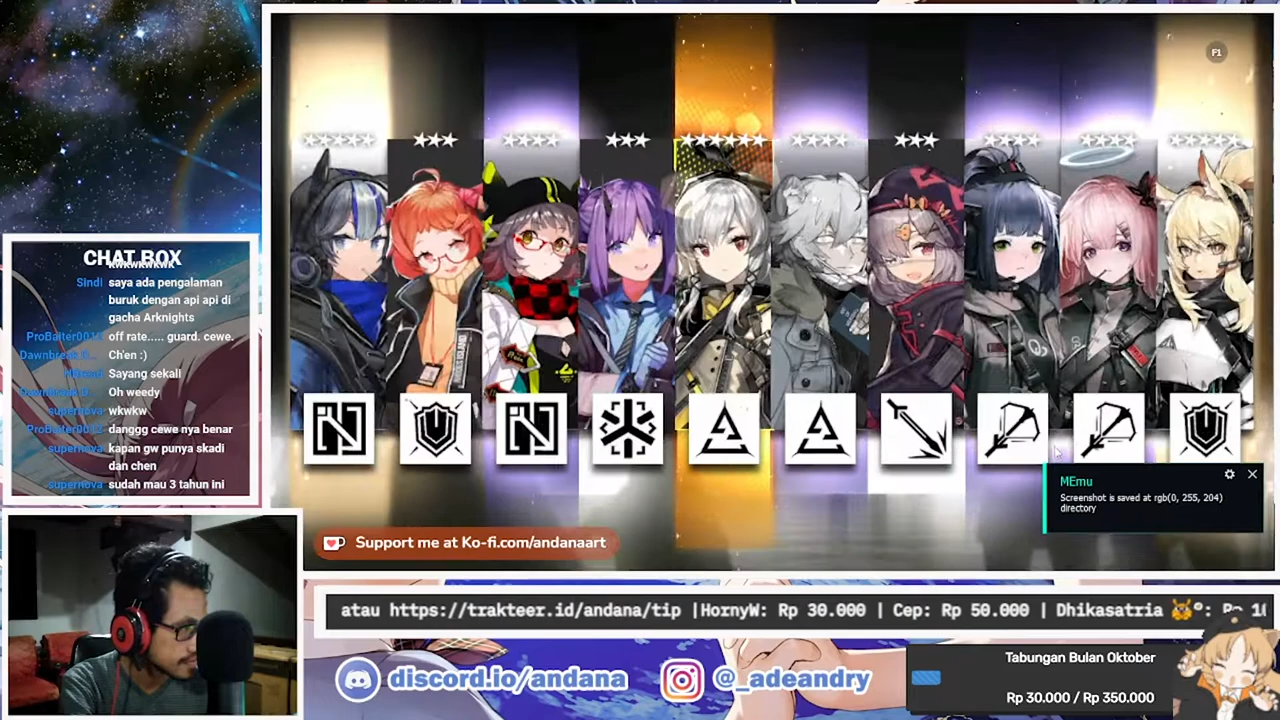 F1
CHAT BOX
kwkwkwkwk
Sindl saya ada pengalaman
buruk dengan api api di
gacha Arknights
off rate..... guard. cewe.
Ch'en :)
Sayang sekali
Oh weedy
supernova wkwkw
danggg cewe nya benar
supernova kapan gw punya skadi
dan chen
supernova sudah mau 3 tahun ini
MEmu
Screenshot is saved at rgb(0, 255, 204)
directory
Support me at Ko-fi.com/andanaart
atau https://trakteer.id/andana/tip |HornyW: Rp 30.000 | Cep: Rp 50.000 | Dhikasatria
discord.io/andana
@_adeandry
Tabungan Bulan Oktober
Rp 30.000 / Rp 350.000